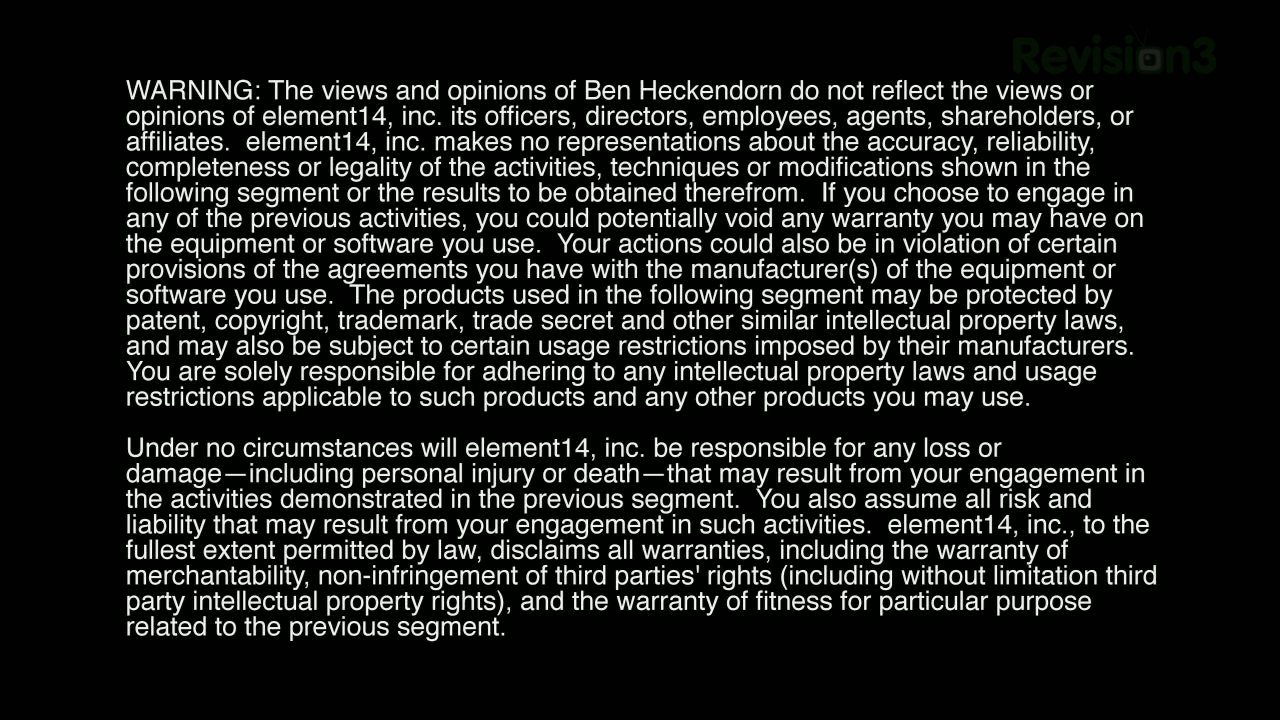 Revision3
WARNING: The views and opinions of Ben Heckendorn do not reflect the views or
opinions of element14, inc. its officers, directors, employees, agents, shareholders, or
affiliates.  element14, inc. makes no representations about the accuracy, reliability,
completeness or legality of the activities, techniques or modifications shown in the
following segment or the results to be obtained therefrom.  If you choose to engage in
any of the previous activities, you could potentially void any warranty you may have on
the equipment or software you use.  Your actions could also be in violation of certain
provisions of the agreements you have with the manufacturer(s) of the equipment or
software you use.  The products used in the following segment may be protected by
patent, copyright, trademark, trade secret and other similar intellectual property laws,
and may also be subject to certain usage restrictions imposed by their manufacturers.
You are solely responsible for adhering to any intellectual property laws and usage
restrictions applicable to such products and any other products you may use.
Under no circumstances will element14, inc. be responsible for any loss or
damage—including personal injury or death—that may result from your engagement in
the activities demonstrated in the previous segment.  You also assume all risk and
liability that may result from your engagement in such activities.  element14, inc., to the
fullest extent permitted by law, disclaims all warranties, including the warranty of
merchantability, non-infringement of third parties' rights (including without limitation third
party intellectual property rights), and the warranty of fitness for particular purpose
related to the previous segment.